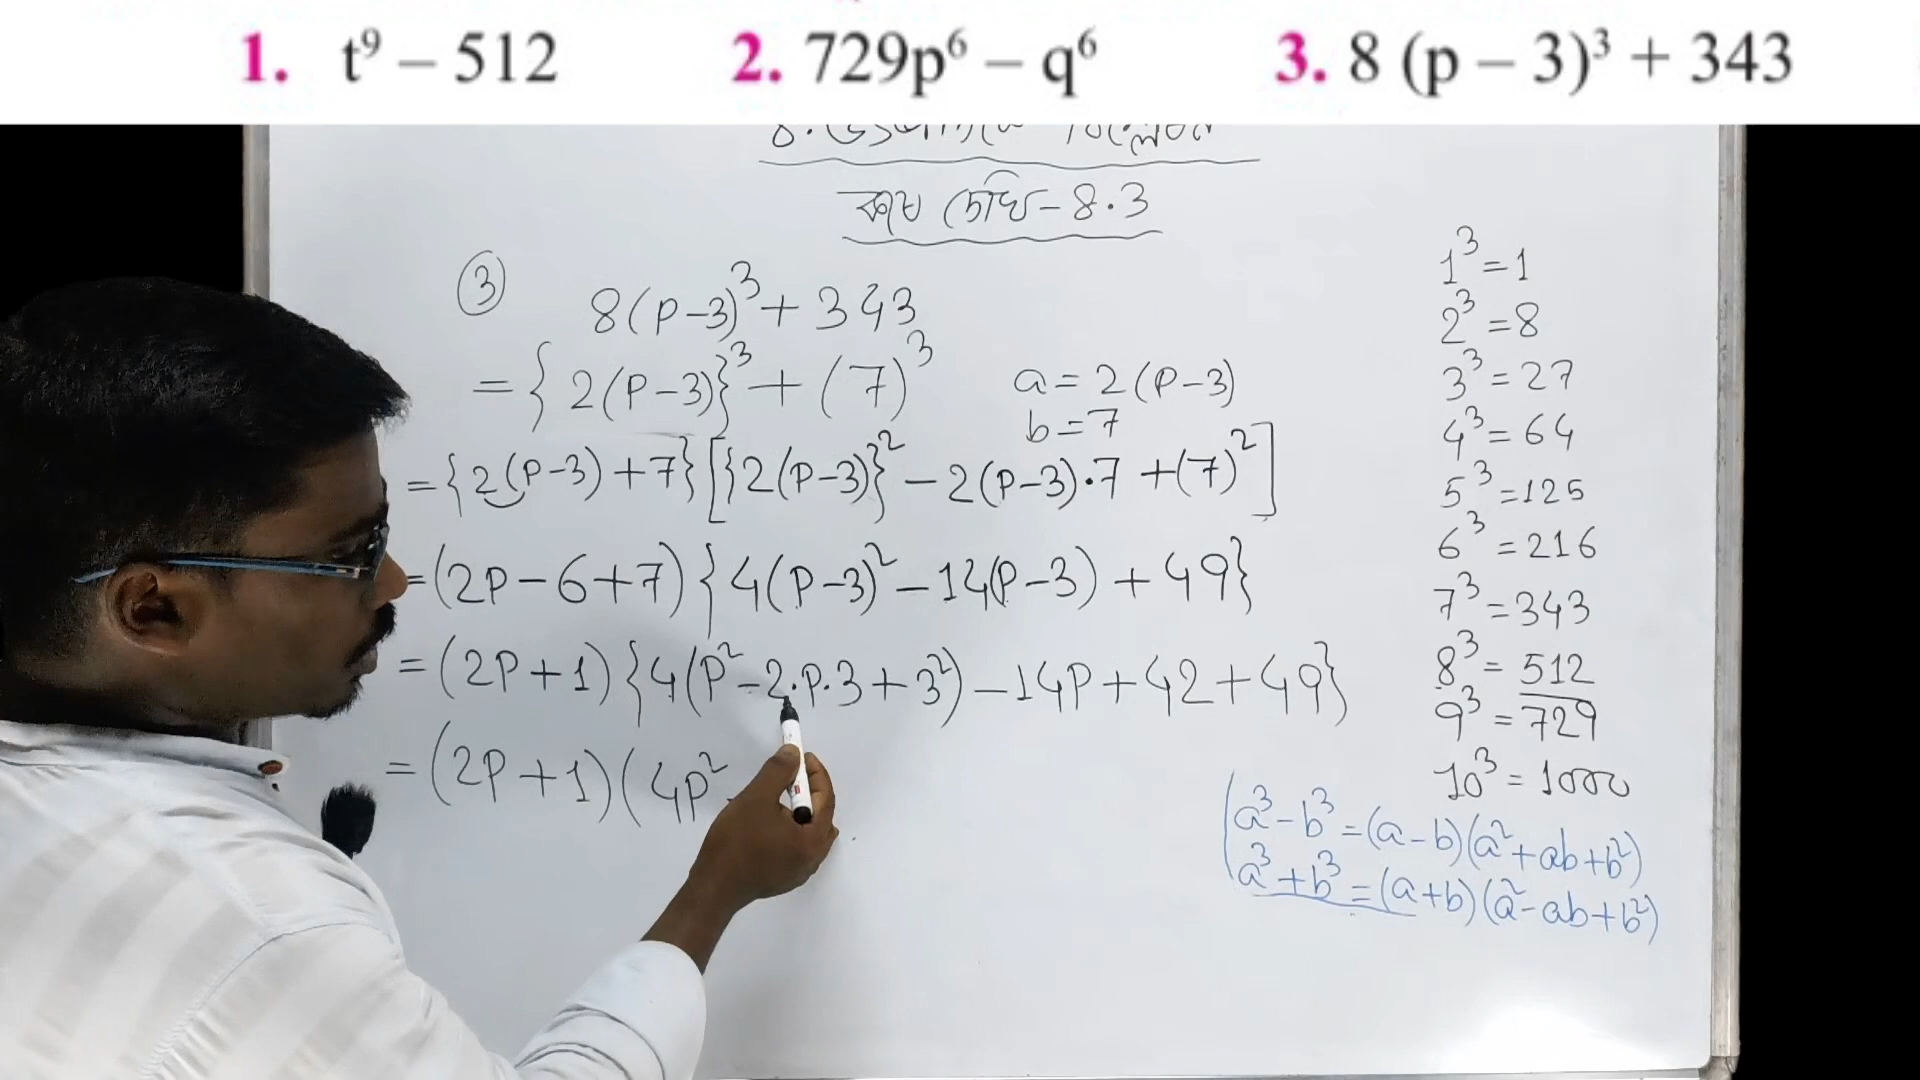 1. t⁹ – 512 2. 729p⁶ – q⁶ 3. 8 (p – 3)³ + 343
8. উৎপাদকে বিশ্লেষণ
কষে দেখি – 8.3
③ 8(p-3)³ + 343
= {2(p-3)}³ + (7)³
a = 2(p-3)
b = 7
= {2(p-3) + 7} [{2(p-3)}² - 2(p-3)·7 + (7)²]
= (2p - 6 + 7) {4(p-3)² - 14(p-3) + 49}
= (2p + 1) {4(p² - 2·p·3 + 3²) - 14p + 42 + 49}
= (2p + 1) (4p²
1³ = 1
2³ = 8
3³ = 27
4³ = 64
5³ = 125
6³ = 216
7³ = 343
8³ = 512
9³ = 729
10³ = 1000
a³ - b³ = (a - b)(a² + ab + b²)
a³ + b³ = (a + b)(a² - ab + b²)